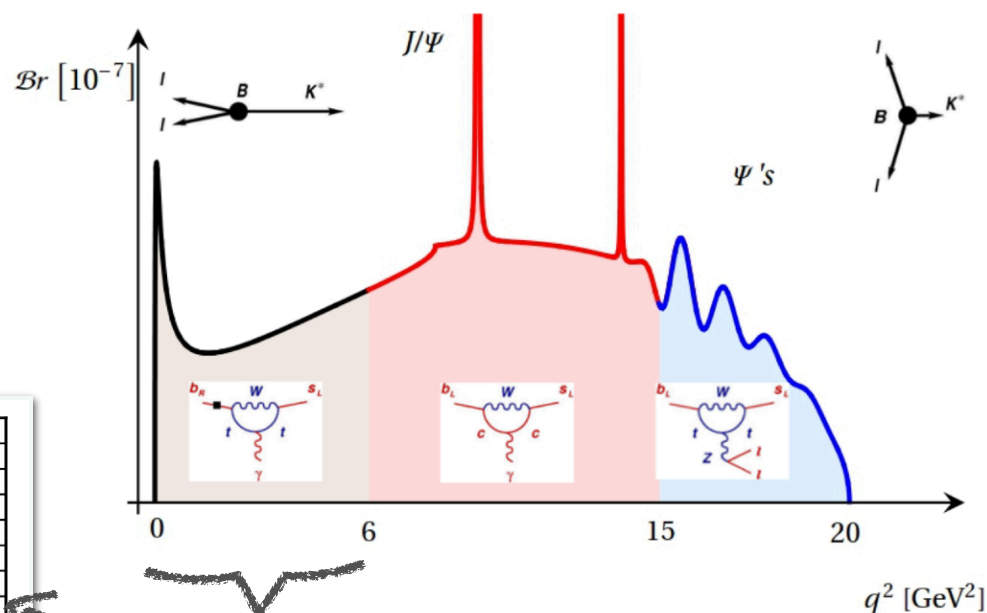 J/Ψ
ℬr [10⁻⁷]
l
B
K*
l
l
B
K*
l
Ψ's
b_R
W
s_L
t
t
γ
b_L
W
s_L
c
c
γ
b_L
W
s_L
t
t
Z
l
l
0
6
15
20
q² [GeV²]